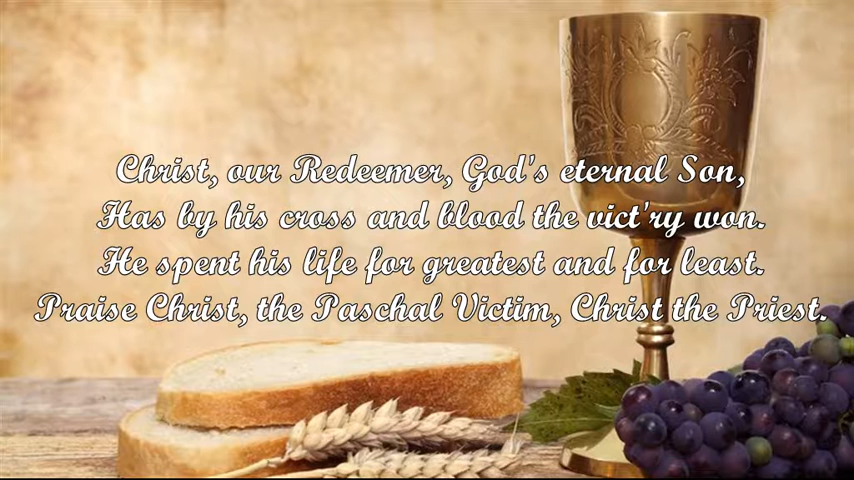 Christ, our Redeemer, God's eternal Son,
Has by his cross and blood the vict'ry won.
He spent his life for greatest and for least.
Praise Christ, the Paschal Victim, Christ the Priest.